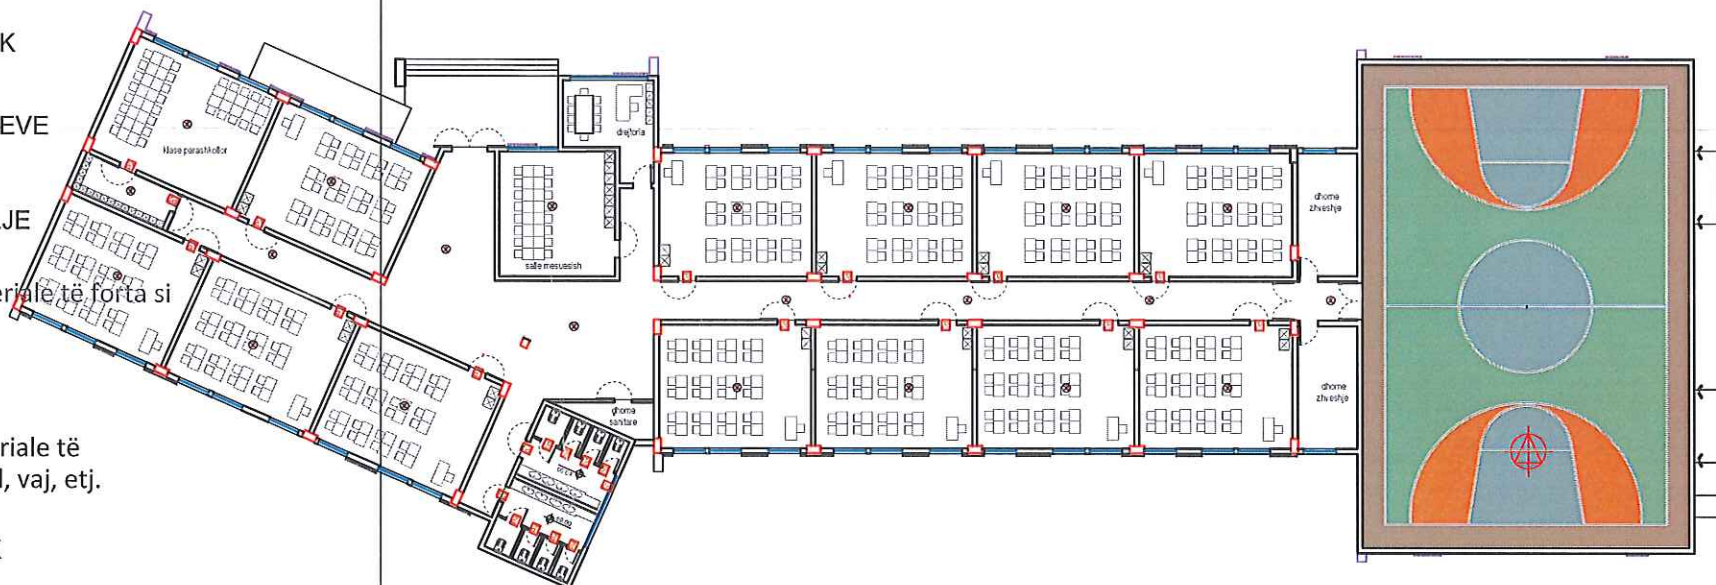 K
EVE
JE
eriale të forta si
riale të
l, vaj, etj.
klase parashkollor
drejtoria
salle mesuesish
dhome
zhveshje
dhome
zhveshje
dhoma
sanitare